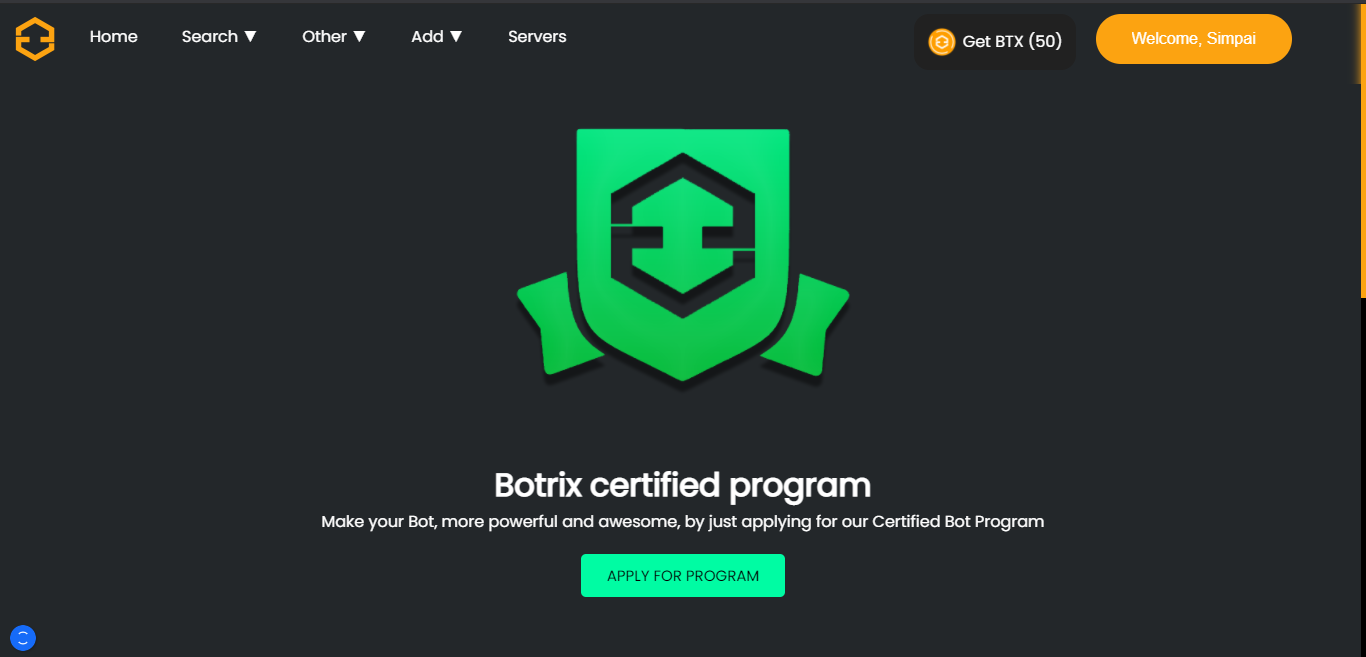 Home Search ▼ Other ▼ Add ▼ Servers Get BTX (50) Welcome, Simpai
Botrix certified program
Make your Bot, more powerful and awesome, by just applying for our Certified Bot Program
APPLY FOR PROGRAM